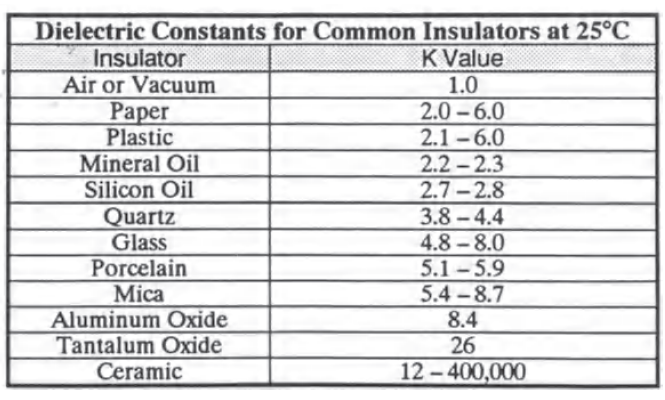 Dielectric Constants for Common Insulators at 25°C
Insulator K Value
Air or Vacuum 1.0
Paper 2.0 – 6.0
Plastic 2.1 – 6.0
Mineral Oil 2.2 – 2.3
Silicon Oil 2.7 – 2.8
Quartz 3.8 – 4.4
Glass 4.8 – 8.0
Porcelain 5.1 – 5.9
Mica 5.4 – 8.7
Aluminum Oxide 8.4
Tantalum Oxide 26
Ceramic 12 – 400,000